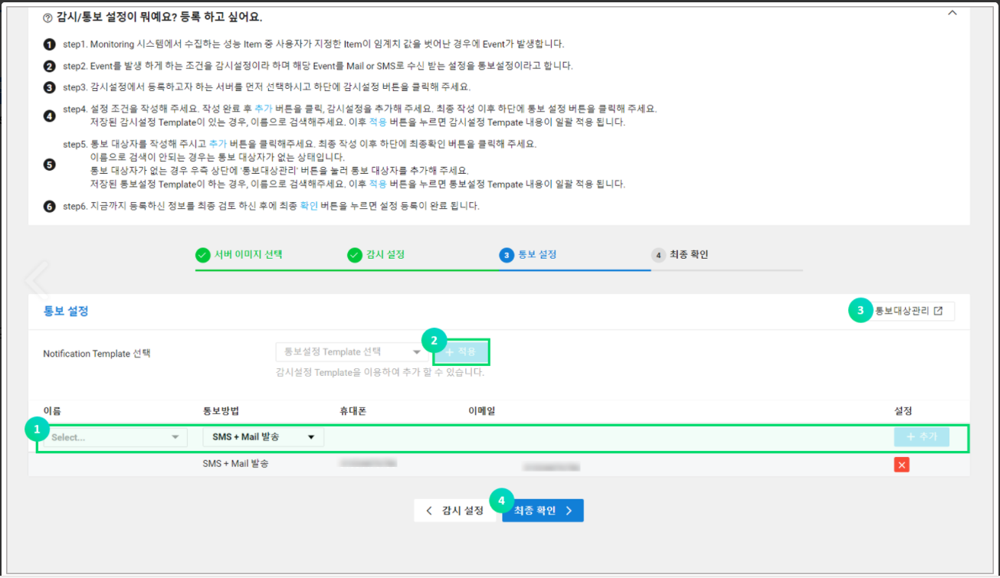 감시/통보 설정이 뭐예요? 등록 하고 싶어요.
1 step1. Monitoring 시스템에서 수집하는 성능 Item 중 사용자가 지정한 Item이 임계치 값을 벗어난 경우에 Event가 발생합니다.
2 step2. Event를 발생 하게 하는 조건을 감시설정이라 하며 해당 Event를 Mail or SMS로 수신 받는 설정을 통보설정이라고 합니다.
3 step3. 감시설정에서 등록하고자 하는 서버를 먼저 선택하시고 하단에 감시설정 버튼을 클릭해 주세요.
4 step4. 설정 조건을 작성해 주세요. 작성 완료 후 추가 버튼을 클릭, 감시설정을 추가해 주세요. 최종 작성 이후 하단에 통보 설정 버튼을 클릭해 주세요.
저장된 감시설정 Template이 있는 경우, 이름으로 검색해주세요. 이후 적용 버튼을 누르면 감시설정 Tempate 내용이 일괄 적용 됩니다.
5 step5. 통보 대상자를 작성해 주시고 추가 버튼을 클릭해주세요. 최종 작성 이후 하단에 최종확인 버튼을 클릭해 주세요.
이름으로 검색이 안되는 경우는 통보 대상자가 없는 상태입니다.
통보 대상자가 없는 경우 우측 상단에 '통보대상관리' 버튼을 눌러 통보 대상자를 추가해 주세요.
저장된 통보설정 Template이 하는 경우, 이름으로 검색해주세요. 이후 적용 버튼을 누르면 통보설정 Tempate 내용이 일괄 적용 됩니다.
6 step6. 지금까지 등록하신 정보를 최종 검토 하신 후에 최종 확인 버튼을 누르면 설정 등록이 완료 됩니다.
서버 이미지 선택 감시 설정 3 통보 설정 4 최종 확인
통보 설정 3 통보대상관리
Notification Template 선택 통보설정 Template 선택 2 + 적용
감시설정 Template을 이용하여 추가 할 수 있습니다.
이름 통보방법 휴대폰 이메일 설정
1 Select... SMS + Mail 발송 + 추가
SMS + Mail 발송
감시 설정 4 최종 확인